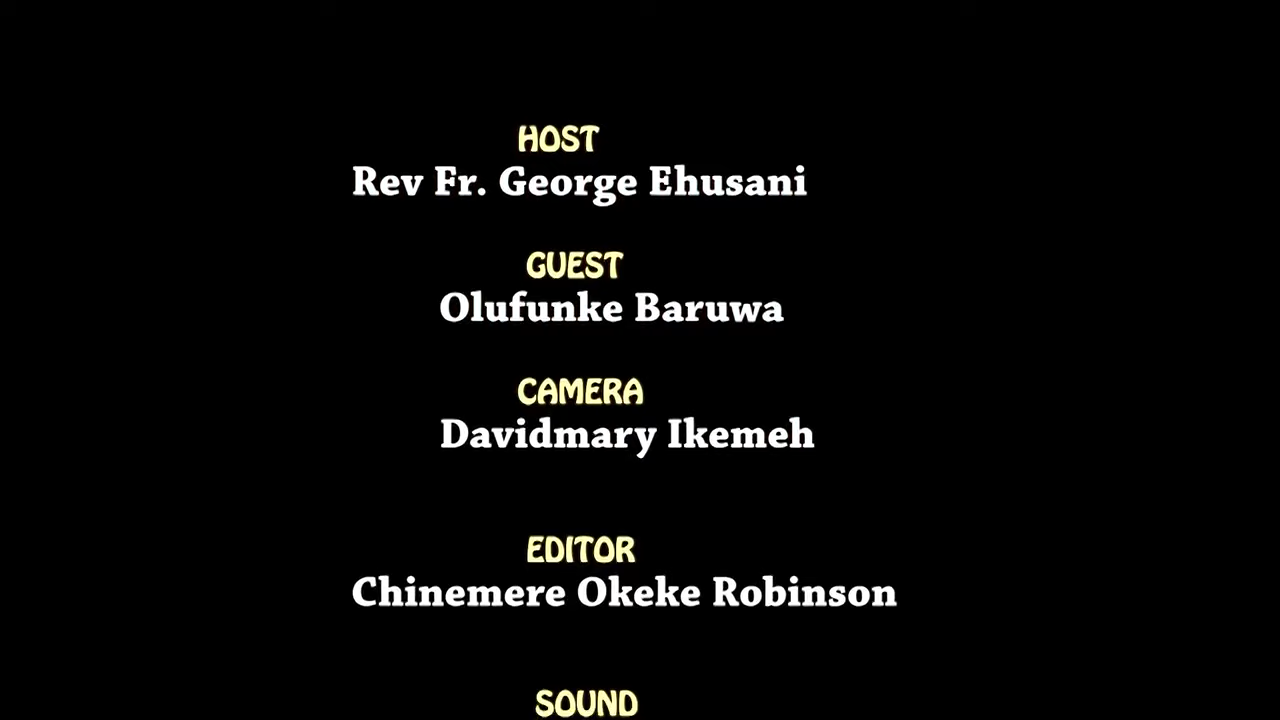 HOST
Rev Fr. George Ehusani
GUEST
Olufunke Baruwa
CAMERA
Davidmary Ikemeh
EDITOR
Chinemere Okeke Robinson
SOUND